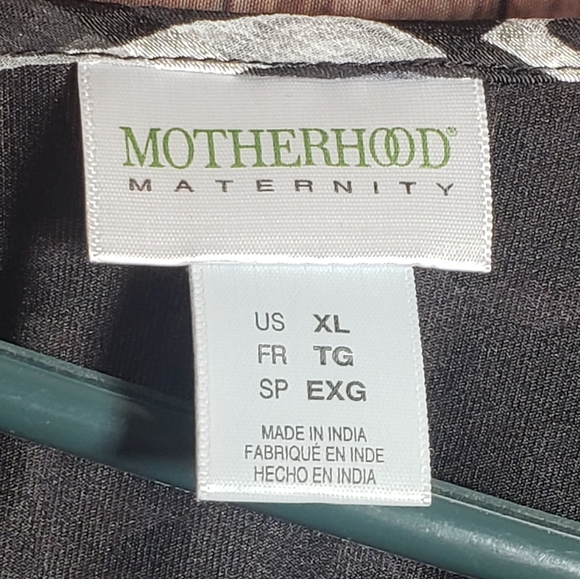 MOTHERHOOD®
MATERNITY
US XL
FR TG
SP EXG
MADE IN INDIA
FABRIQUÉ EN INDE
HECHO EN INDIA